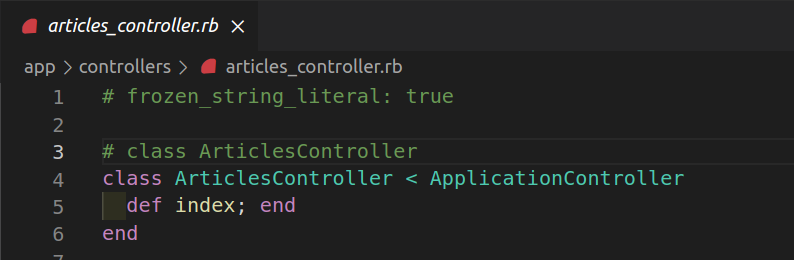 articles_controller.rb ×
app > controllers > articles_controller.rb
1 # frozen_string_literal: true
2
3 # class ArticlesController
4 class ArticlesController < ApplicationController
5   def index; end
6 end
7